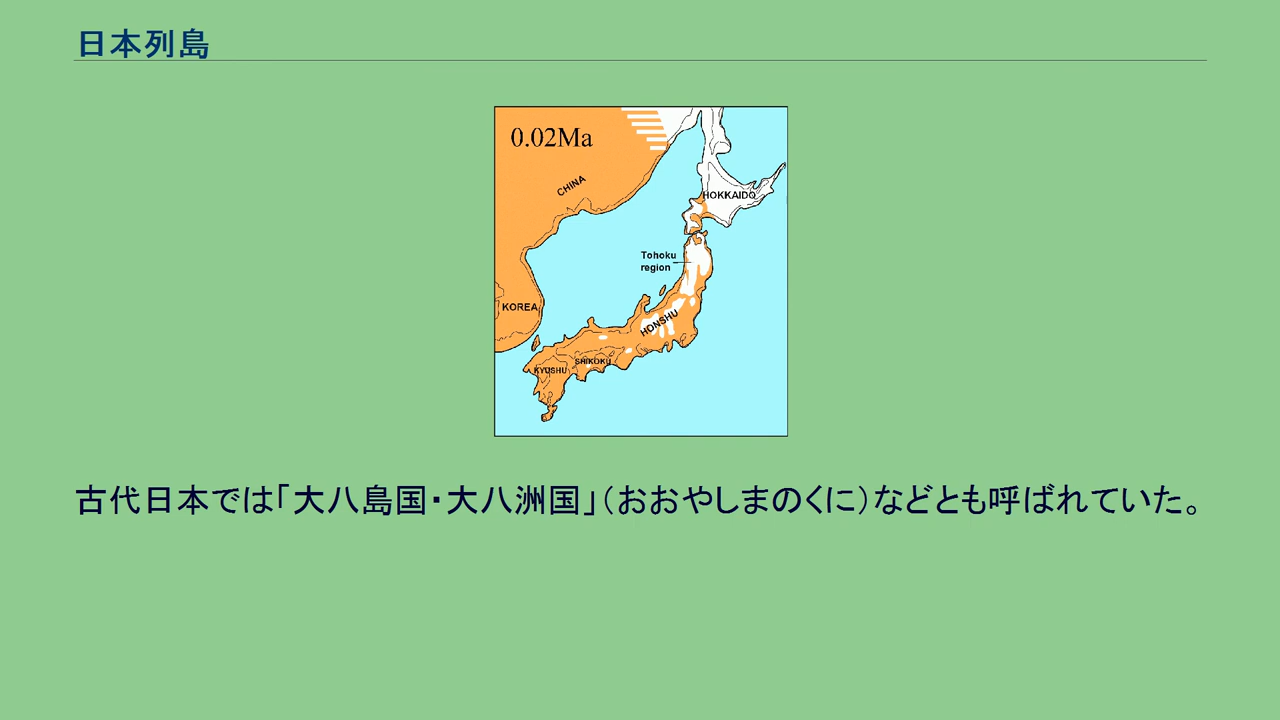 日本列島
0.02Ma
CHINA
HOKKAIDO
Tohoku
region
KOREA
HONSHU
SHIKOKU
KYUSHU
古代日本では「大八島国・大八洲国」（おおやしまのくに）などとも呼ばれていた。